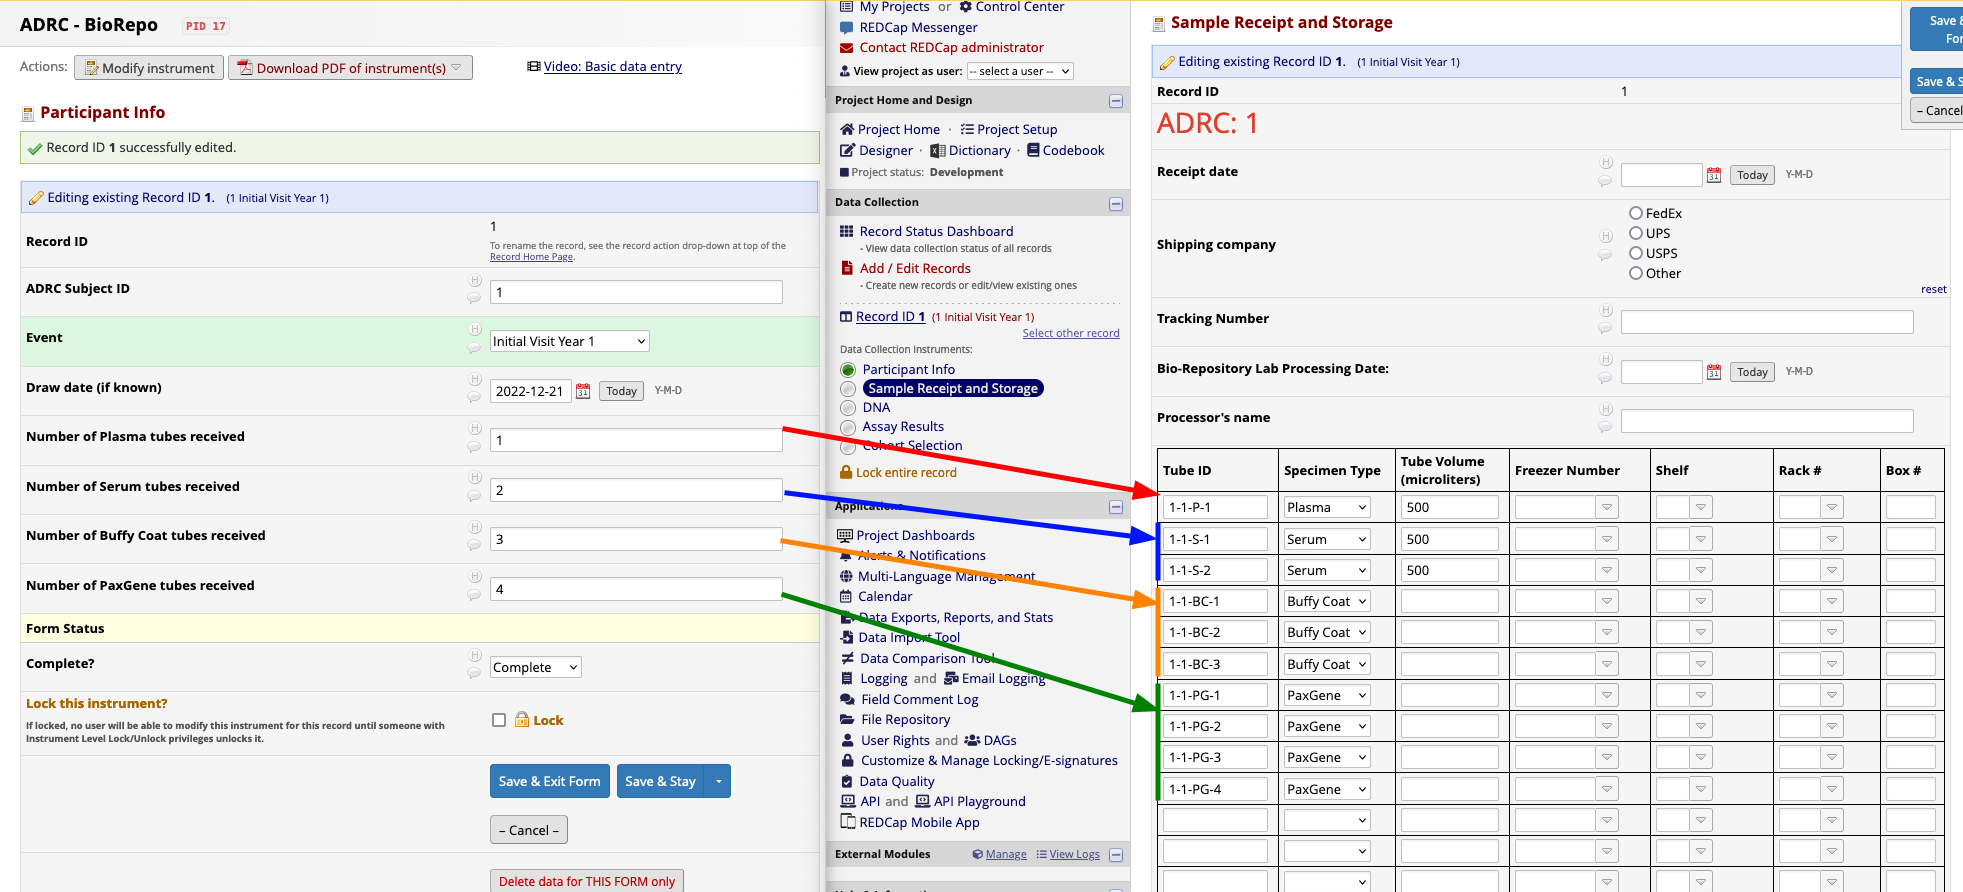 ADRC - BioRepo PID 17
Actions: Modify instrument Download PDF of instrument(s) Video: Basic data entry
Participant Info
Record ID 1 successfully edited.
Editing existing Record ID 1. (1 Initial Visit Year 1)
Record ID 1
To rename the record, see the record action drop-down at top of the
Record Home Page.
ADRC Subject ID 1
Event Initial Visit Year 1
Draw date (if known) 2022-12-21 31 Today Y-M-D
Number of Plasma tubes received 1
Number of Serum tubes received 2
Number of Buffy Coat tubes received 3
Number of PaxGene tubes received 4
Form Status
Complete? Complete
Lock this instrument?
If locked, no user will be able to modify this instrument for this record until someone with
Instrument Level Lock/Unlock privileges unlocks it.
Lock
Save & Exit Form Save & Stay
– Cancel –
Delete data for THIS FORM only
My Projects or Control Center
REDCap Messenger
Contact REDCap administrator
View project as user: -- select a user --
Project Home and Design
Project Home · Project Setup
Designer · Dictionary · Codebook
Project status: Development
Data Collection
Record Status Dashboard
- View data collection status of all records
Add / Edit Records
- Create new records or edit/view existing ones
Record ID 1 (1 Initial Visit Year 1)
Select other record
Data Collection Instruments:
Participant Info
Sample Receipt and Storage
DNA
Assay Results
Cohort Selection
Lock entire record
Applications
Project Dashboards
Alerts & Notifications
Multi-Language Management
Calendar
Data Exports, Reports, and Stats
Data Import Tool
Data Comparison Tool
Logging and Email Logging
Field Comment Log
File Repository
User Rights and DAGs
Customize & Manage Locking/E-signatures
Data Quality
API and API Playground
REDCap Mobile App
External Modules Manage View Logs
Sample Receipt and Storage
Editing existing Record ID 1. (1 Initial Visit Year 1)
Record ID 1
ADRC: 1
Receipt date 31 Today Y-M-D
Shipping company
FedEx
UPS
USPS
Other
reset
Tracking Number
Bio-Repository Lab Processing Date: 31 Today Y-M-D
Processor's name
Tube ID Specimen Type Tube Volume (microliters) Freezer Number Shelf Rack # Box #
1-1-P-1 Plasma 500
1-1-S-1 Serum 500
1-1-S-2 Serum 500
1-1-BC-1 Buffy Coat
1-1-BC-2 Buffy Coat
1-1-BC-3 Buffy Coat
1-1-PG-1 PaxGene
1-1-PG-2 PaxGene
1-1-PG-3 PaxGene
1-1-PG-4 PaxGene
Save &
For
Save & S
– Cancel